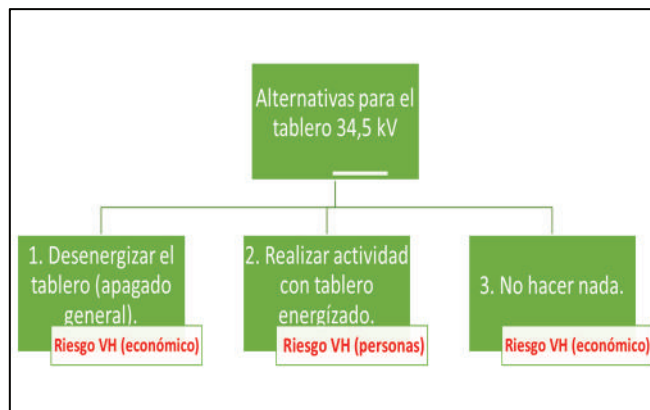 Alternativas para el
tablero 34,5 kV
1. Desenergizar el
tablero (apagado
general).
Riesgo VH (económico)
2. Realizar actividad
con tablero
energízado.
Riesgo VH (personas)
3. No hacer nada.
Riesgo VH (económico)